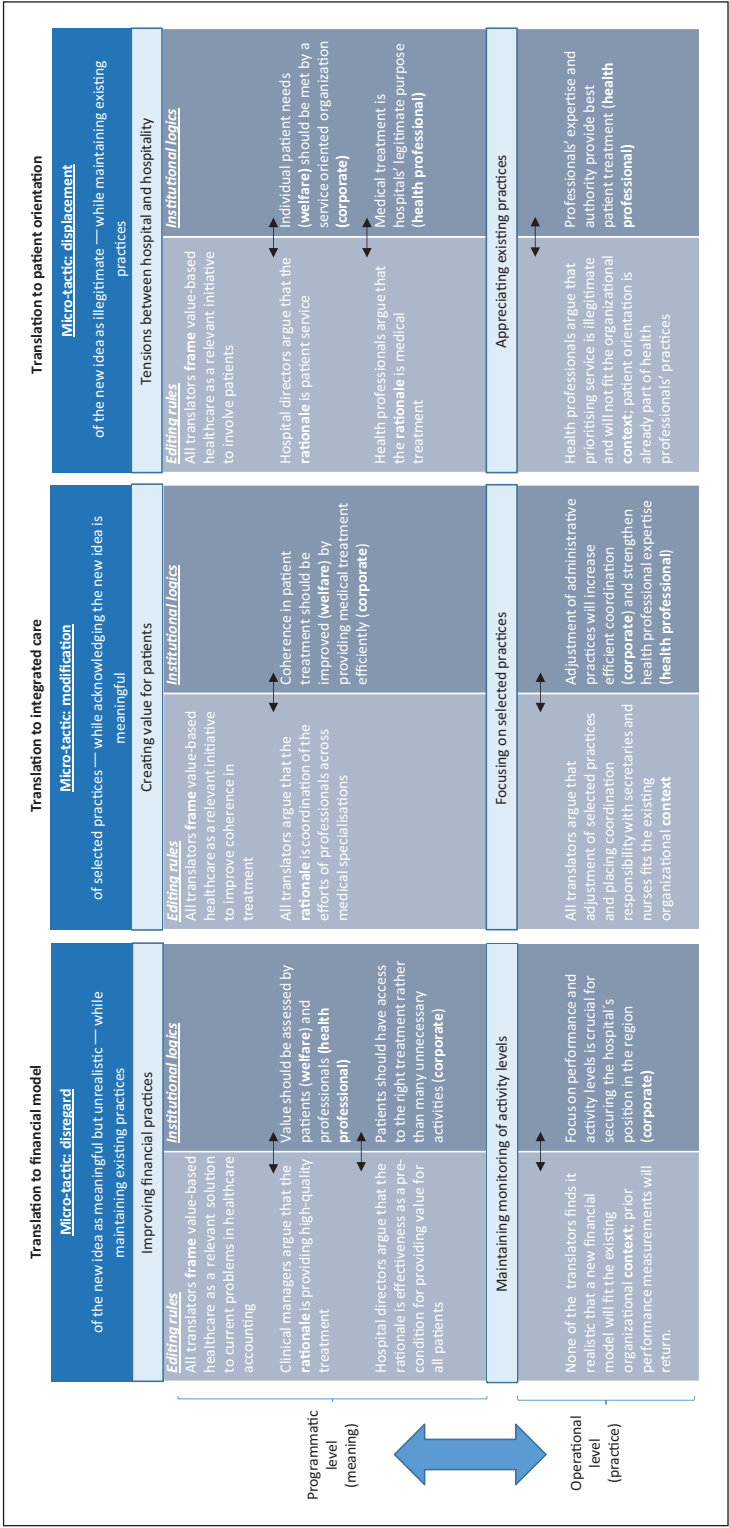 Translation to financial model
Micro-tactic: disregard
of the new idea as meaningful but unrealistic — while
maintaining existing practices
Improving financial practices
Editing rules
All translators frame value-based
healthcare as a relevant solution
to current problems in healthcare
accounting
Clinical managers argue that the
rationale is providing high-quality
treatment
Hospital directors argue that the
rationale is effectiveness as a pre-
condition for providing value for
all patients
Institutional logics
Value should be assessed by
patients (welfare) and
professionals (health
professional)
Patients should have access
to the right treatment rather
than many unnecessary
activities (corporate)
Maintaining monitoring of activity levels
None of the translators finds it
realistic that a new financial
model will fit the existing
organizational context; prior
performance measurements will
return.
Focus on performance and
activity levels is crucial for
securing the hospital's
position in the region
(corporate)
Translation to integrated care
Micro-tactic: modification
of selected practices — while acknowledging the new idea is
meaningful
Creating value for patients
Editing rules
All translators frame value-based
healthcare as a relevant initiative
to improve coherence in
treatment
All translators argue that the
rationale is coordination of the
efforts of professionals across
medical specialisations
Institutional logics
Coherence in patient
treatment should be
improved (welfare) by
providing medical treatment
efficiently (corporate)
Focusing on selected practices
All translators argue that
adjustment of selected practices
and placing coordination
responsibility with secretaries and
nurses fits the existing
organizational context
Adjustment of administrative
practices will increase
efficient coordination
(corporate) and strengthen
health professional expertise
(health professional)
Translation to patient orientation
Micro-tactic: displacement
of the new idea as illegitimate — while maintaining existing
practices
Tensions between hospital and hospitality
Editing rules
All translators frame value-based
healthcare as a relevant initiative
to involve patients
Hospital directors argue that the
rationale is patient service
Health professionals argue that
the rationale is medical
treatment
Institutional logics
Individual patient needs
(welfare) should be met by a
service oriented organization
(corporate)
Medical treatment is
hospitals' legitimate purpose
(health professional)
Appreciating existing practices
Health professionals argue that
prioritising service is illegitimate
and will not fit the organizational
context; patient orientation is
already part of health
professionals' practices
Professionals' expertise and
authority provide best
patient treatment (health
professional)
Programmatic
level
(meaning)
Operational
level
(practice)